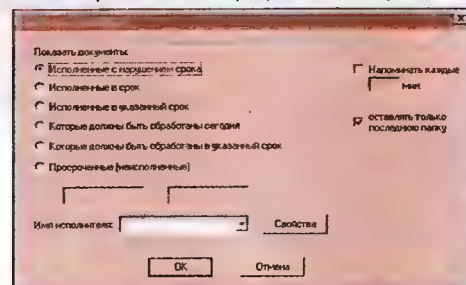 Показать документы:
Исполненные с нарушением срока
Исполненные в срок
Исполненные в указанный срок
Которые должны быть обработаны сегодня
Которые должны быть обработаны в указанный срок
Просроченные (неисполненные)
Напоминать каждые
мин.
оставлять только
последнюю папку
Имя исполнителя:
Свойства
OK
Отмена